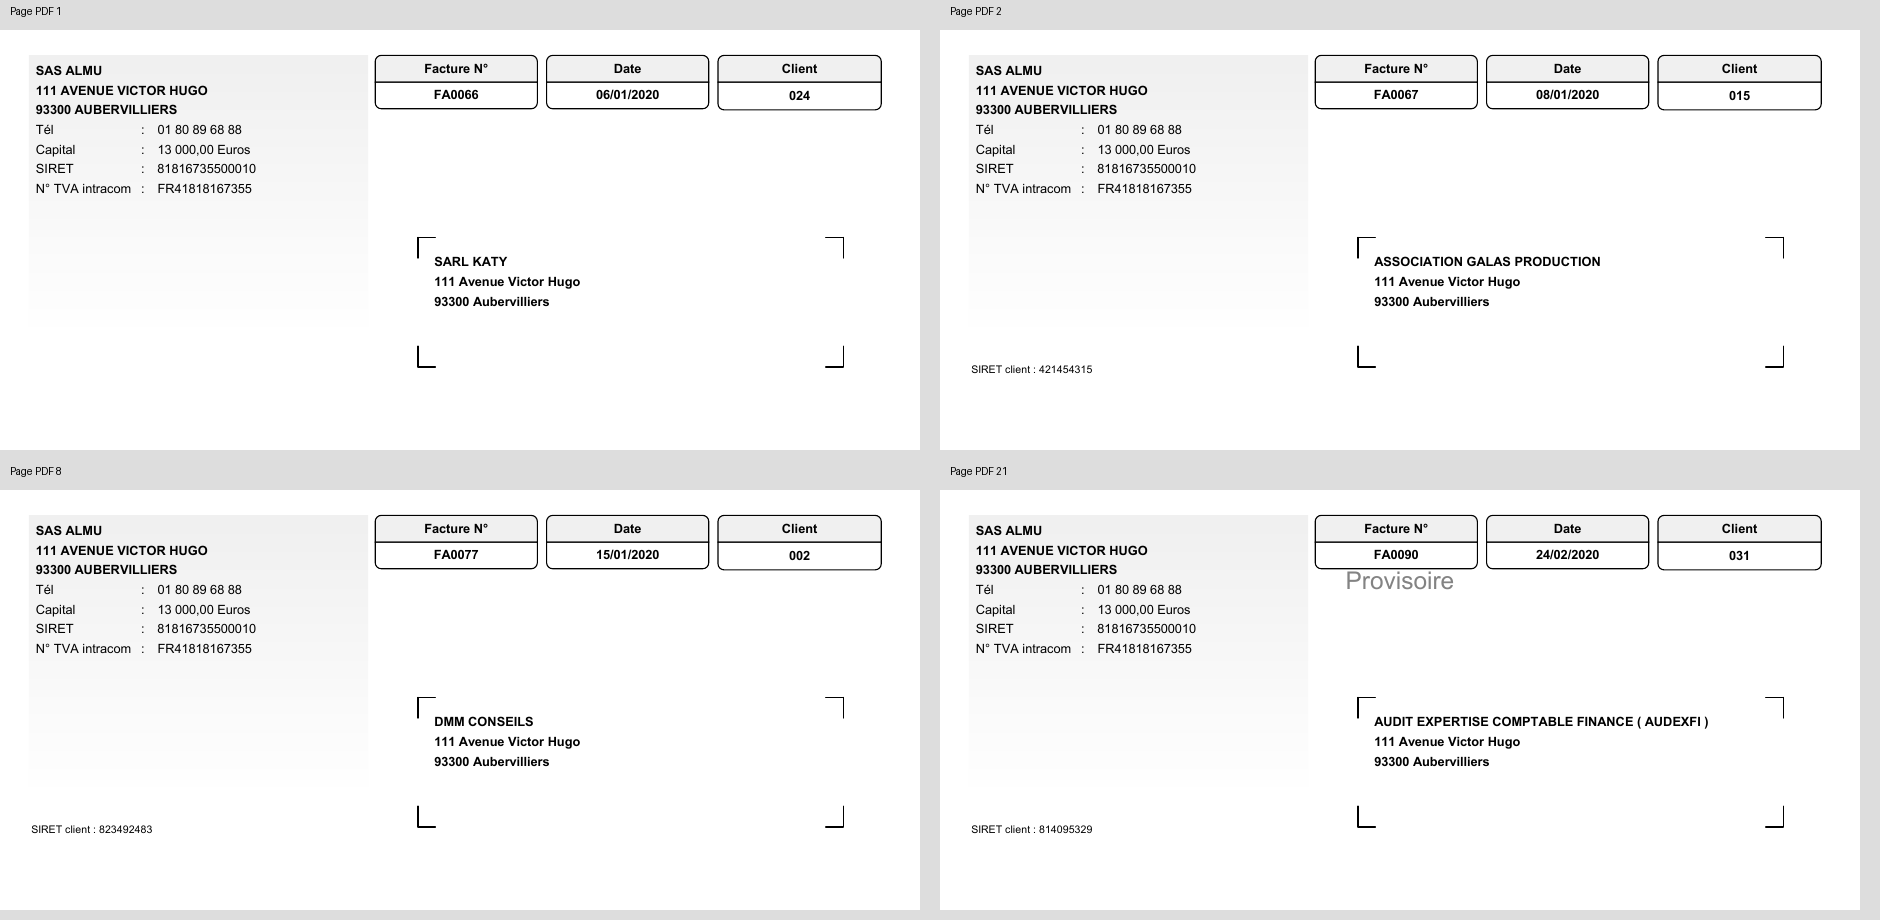 Page PDF 1
SAS ALMU
111 AVENUE VICTOR HUGO
93300 AUBERVILLIERS
Tél : 01 80 89 68 88
Capital : 13 000,00 Euros
SIRET : 81816735500010
N° TVA intracom : FR41818167355
Facture N° Date Client
FA0066 06/01/2020 024
SARL KATY
111 Avenue Victor Hugo
93300 Aubervilliers
Page PDF 2
SAS ALMU
111 AVENUE VICTOR HUGO
93300 AUBERVILLIERS
Tél : 01 80 89 68 88
Capital : 13 000,00 Euros
SIRET : 81816735500010
N° TVA intracom : FR41818167355
Facture N° Date Client
FA0067 08/01/2020 015
ASSOCIATION GALAS PRODUCTION
111 Avenue Victor Hugo
93300 Aubervilliers
SIRET client : 421454315
Page PDF 8
SAS ALMU
111 AVENUE VICTOR HUGO
93300 AUBERVILLIERS
Tél : 01 80 89 68 88
Capital : 13 000,00 Euros
SIRET : 81816735500010
N° TVA intracom : FR41818167355
Facture N° Date Client
FA0077 15/01/2020 002
DMM CONSEILS
111 Avenue Victor Hugo
93300 Aubervilliers
SIRET client : 823492483
Page PDF 21
SAS ALMU
111 AVENUE VICTOR HUGO
93300 AUBERVILLIERS
Tél : 01 80 89 68 88
Capital : 13 000,00 Euros
SIRET : 81816735500010
N° TVA intracom : FR41818167355
Facture N° Date Client
FA0090 24/02/2020 031
Provisoire
AUDIT EXPERTISE COMPTABLE FINANCE ( AUDEXFI )
111 Avenue Victor Hugo
93300 Aubervilliers
SIRET client : 814095329